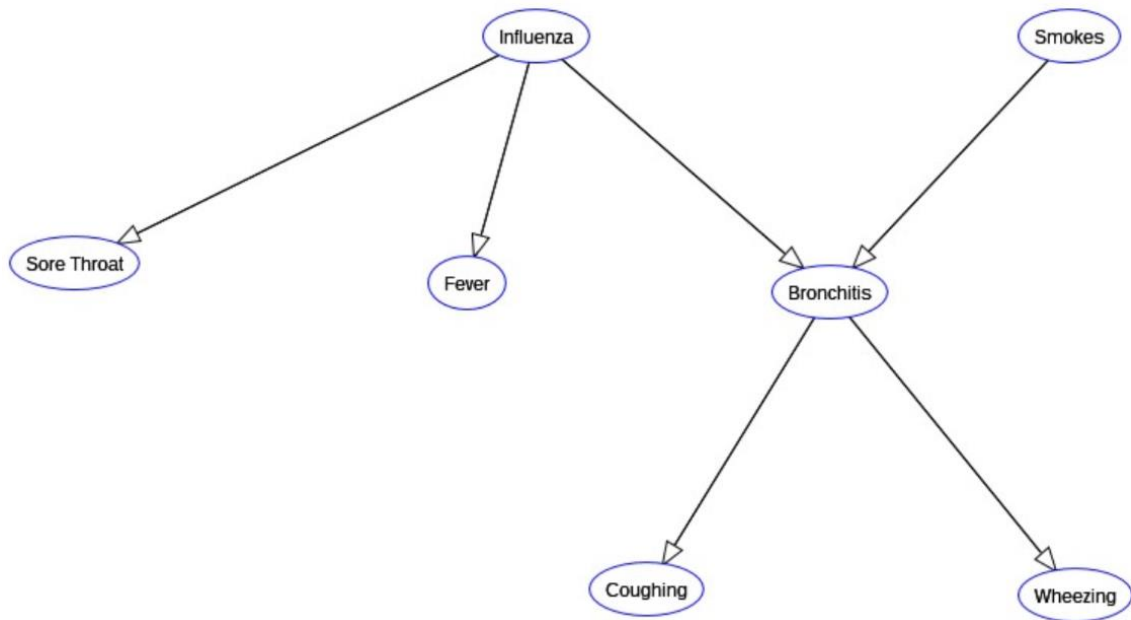 Influenza
Smokes
Sore Throat
Fever
Bronchitis
Coughing
Wheezing